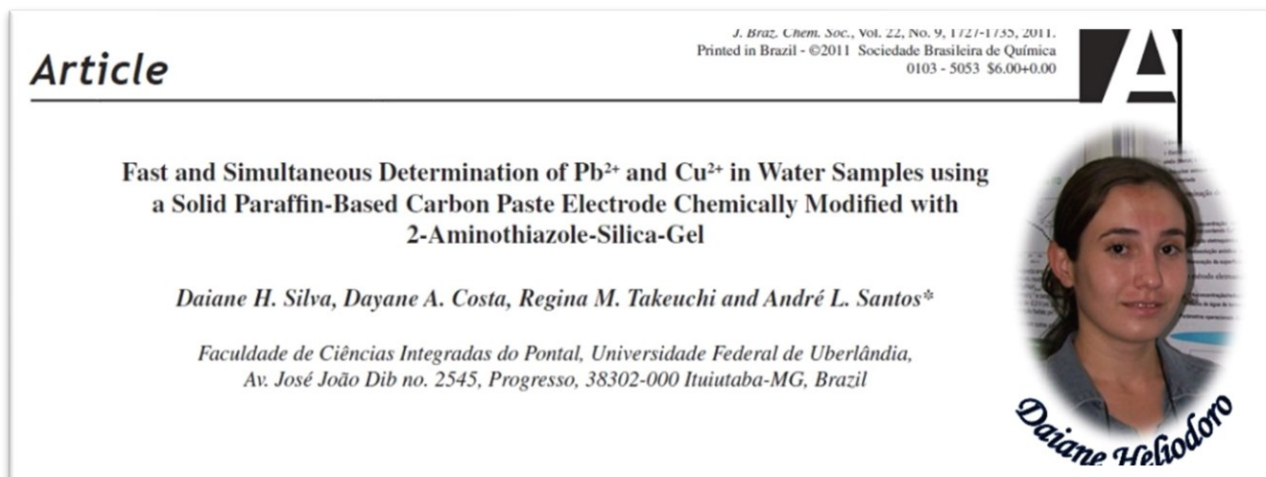 Article
J. Braz. Chem. Soc., Vol. 22, No. 9, 1727-1735, 2011.
Printed in Brazil - ©2011 Sociedade Brasileira de Química
0103 - 5053 $6.00+0.00
A
Fast and Simultaneous Determination of Pb²⁺ and Cu²⁺ in Water Samples using
a Solid Paraffin-Based Carbon Paste Electrode Chemically Modified with
2-Aminothiazole-Silica-Gel
Daiane H. Silva, Dayane A. Costa, Regina M. Takeuchi and André L. Santos*
Faculdade de Ciências Integradas do Pontal, Universidade Federal de Uberlândia,
Av. José João Dib no. 2545, Progresso, 38302-000 Ituiutaba-MG, Brazil
Daiane Heliodoro